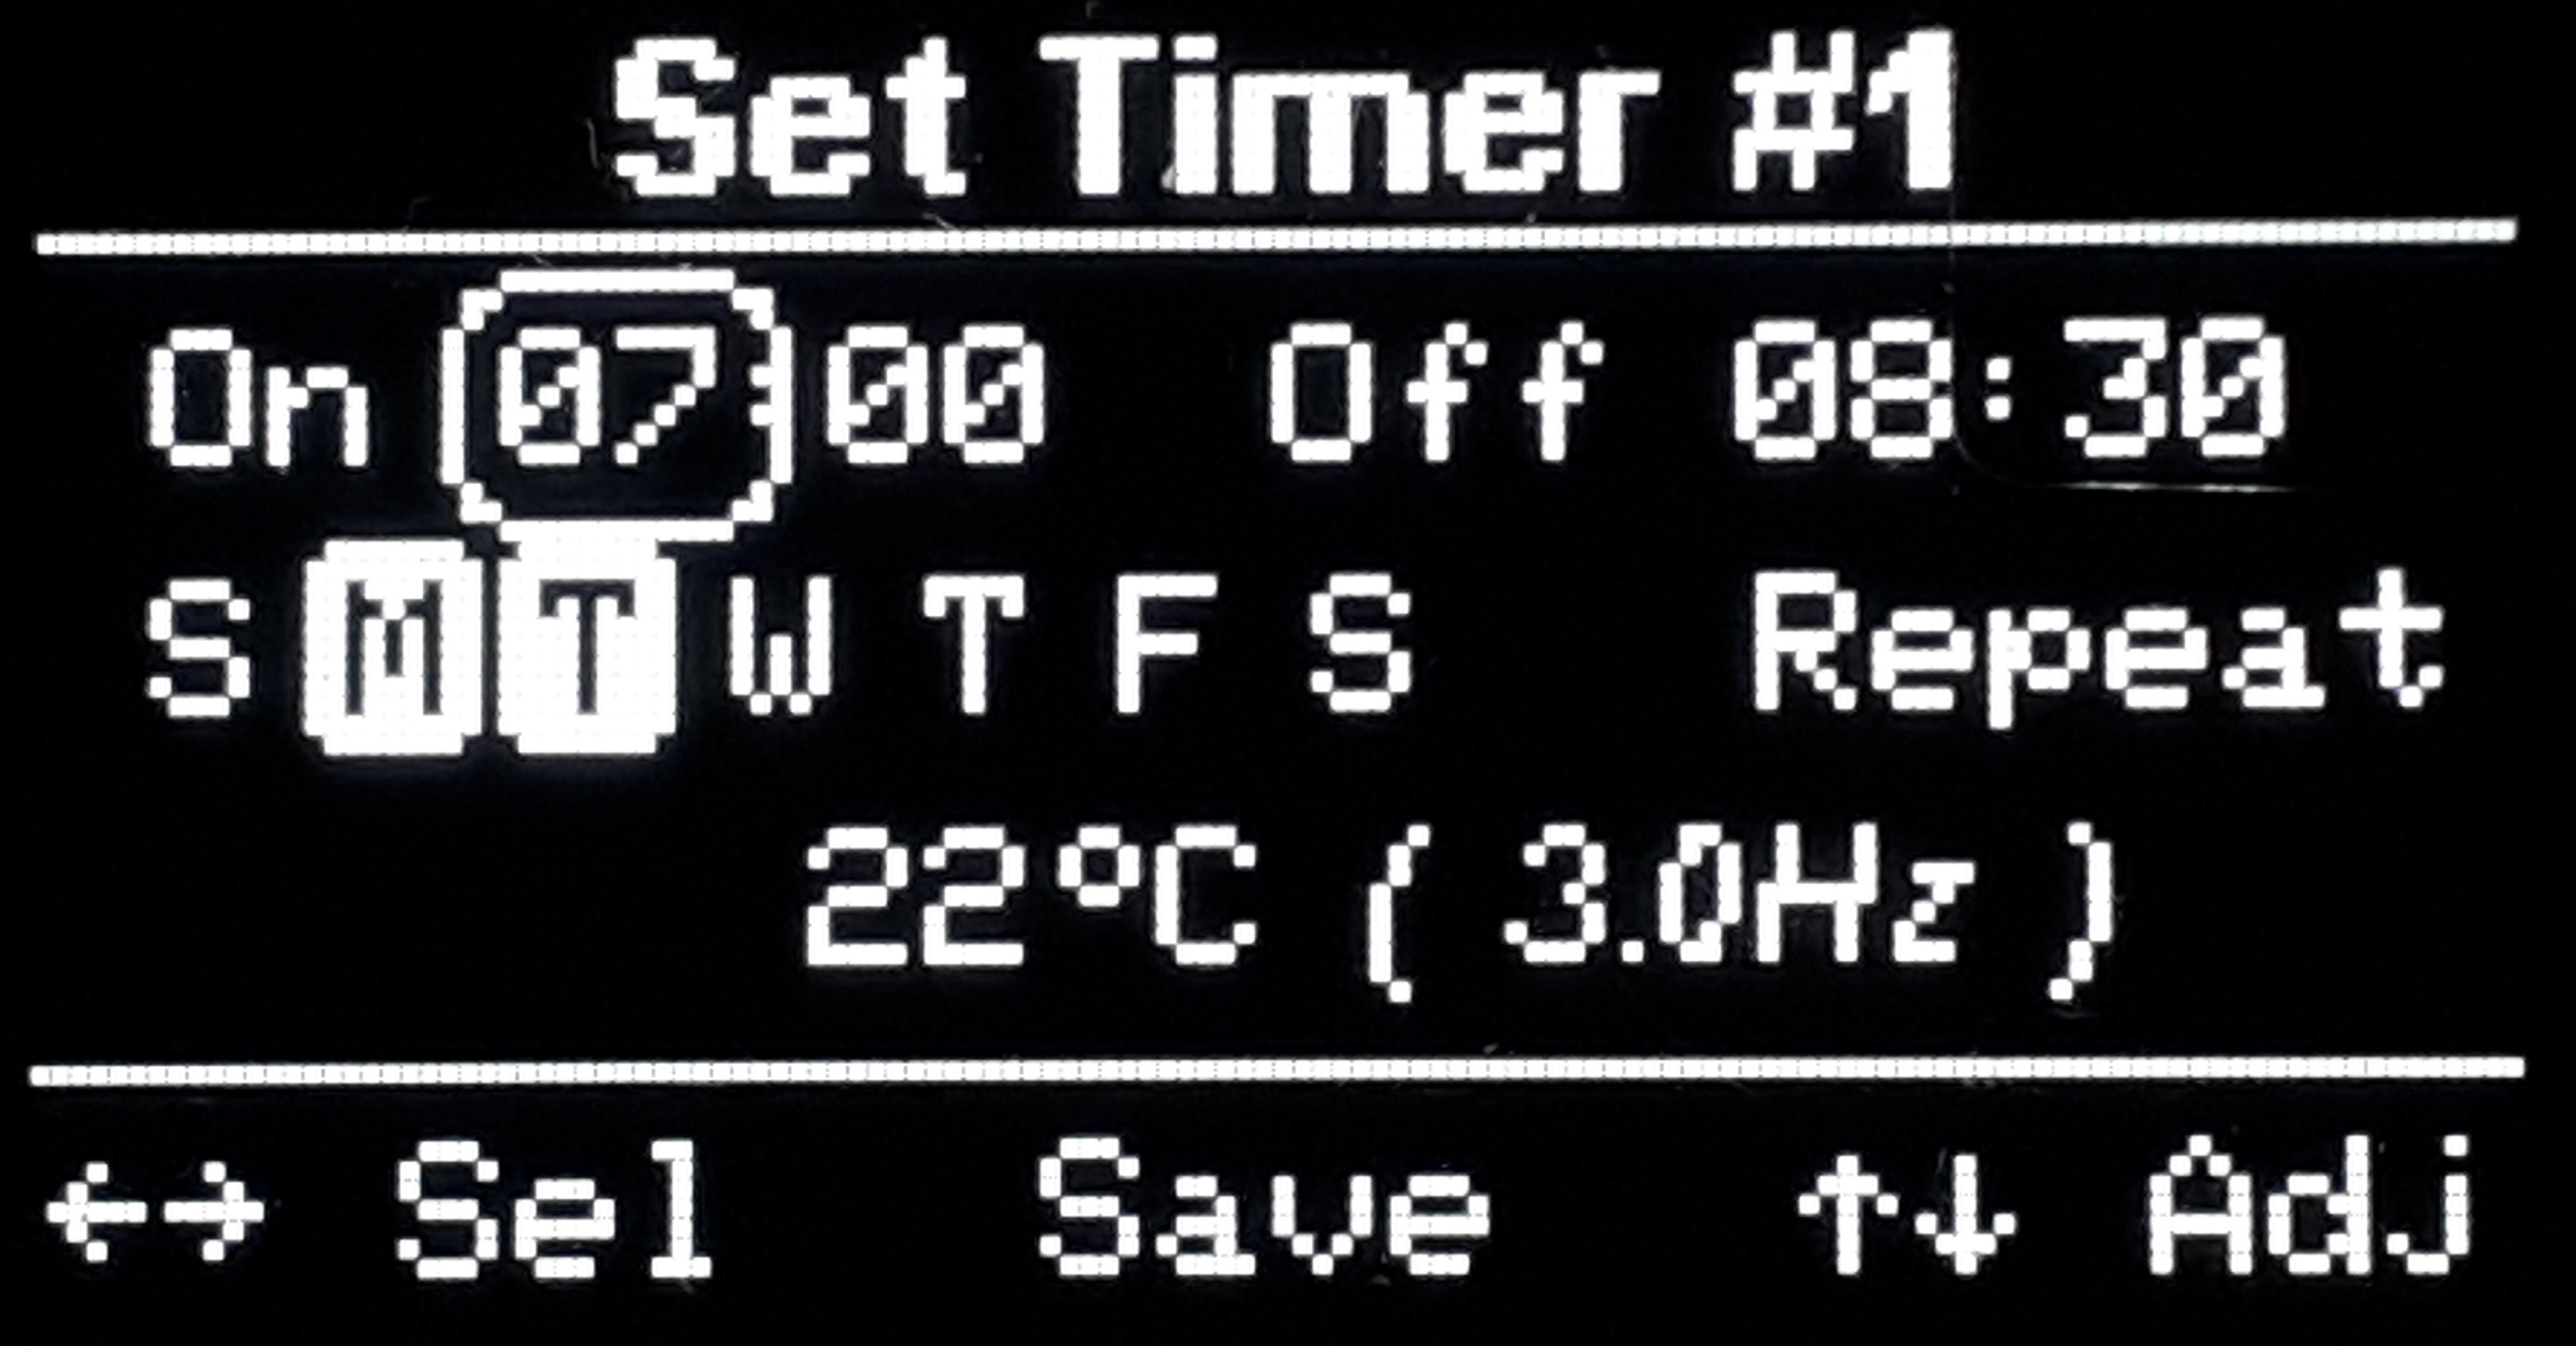 Set Timer #1
On 07:00 Off 08:30
S M T W T F S Repeat
22°C ( 3.0Hz )
←→ Sel Save ↑↓ Adj